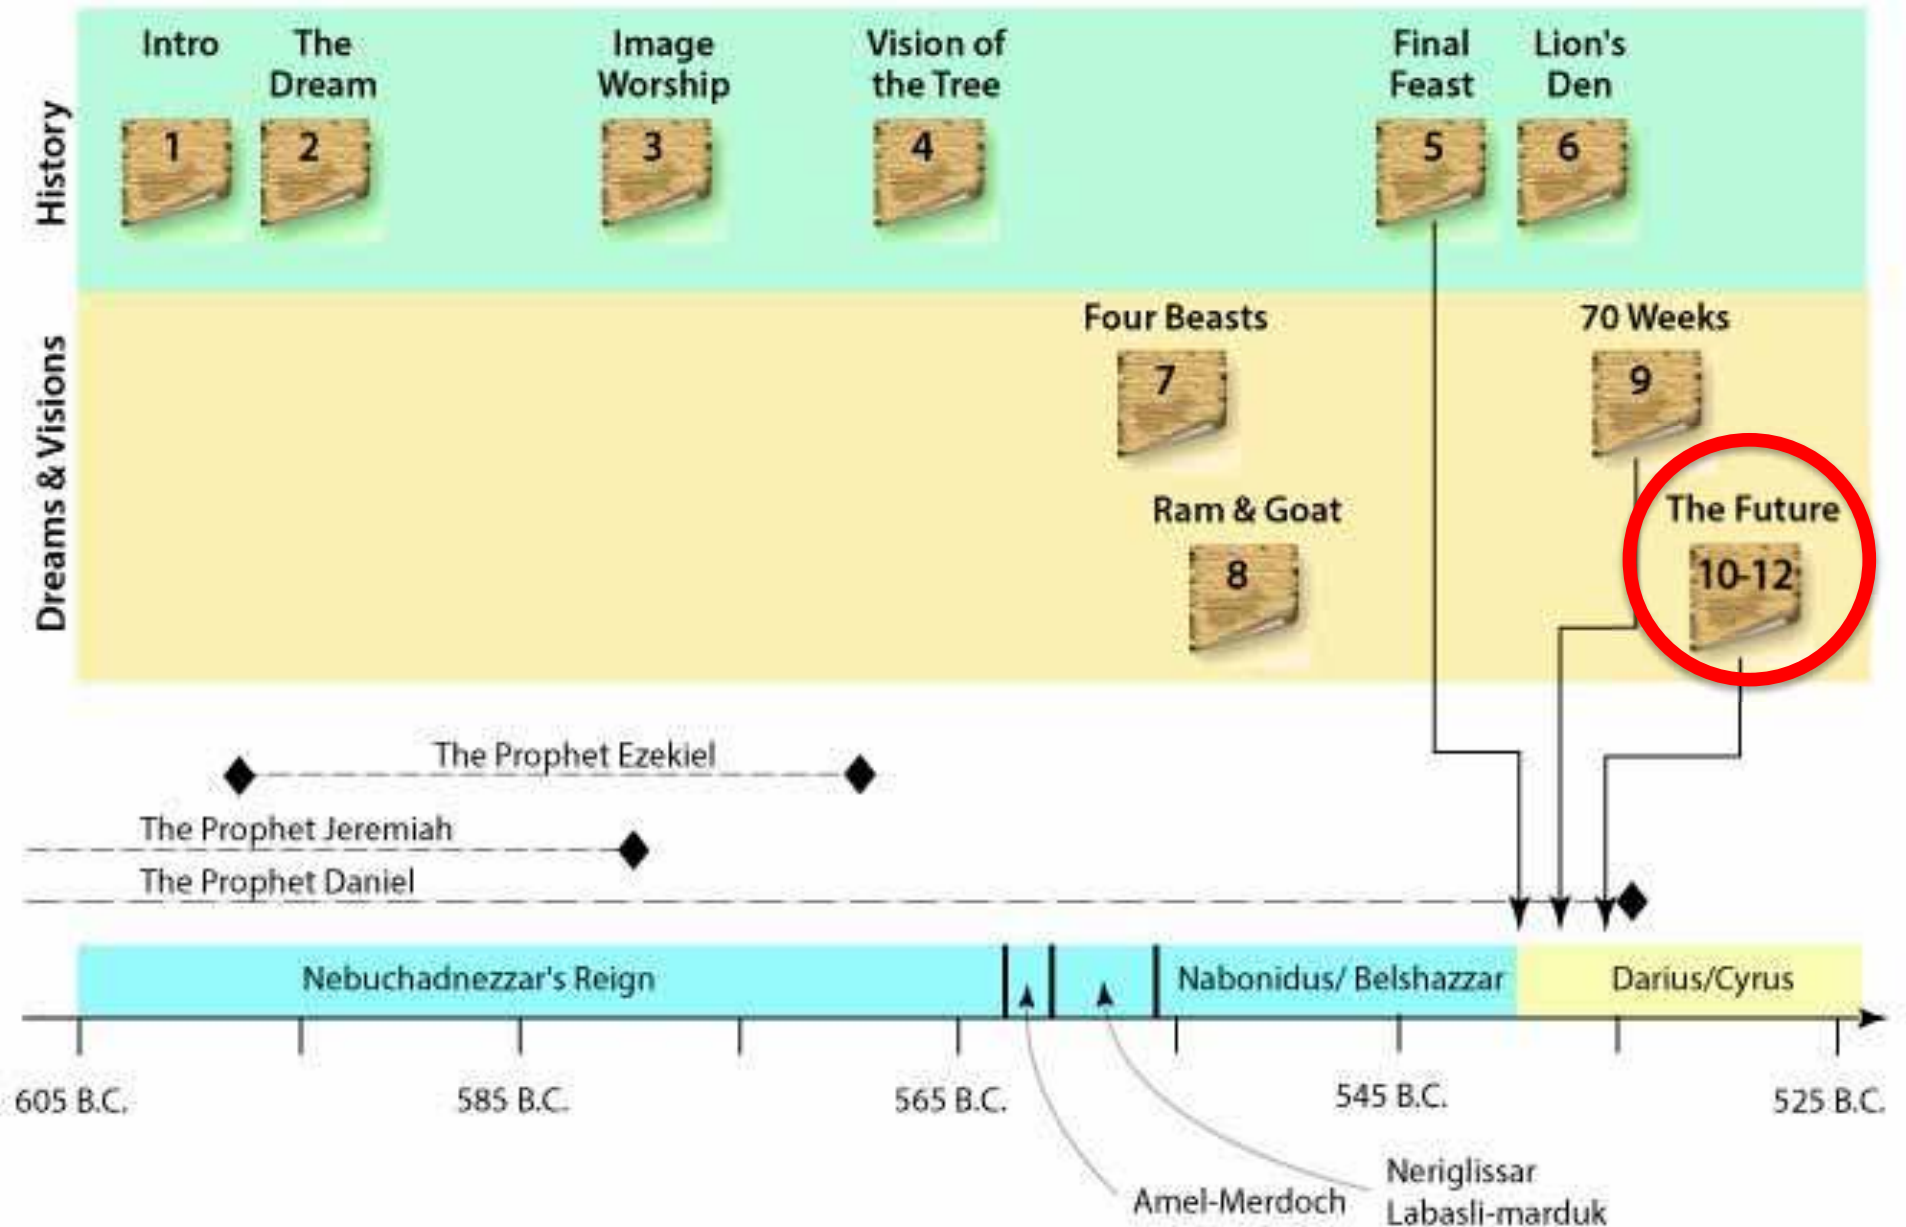 History
Intro
The
Dream
Image
Worship
Vision of
the Tree
Final
Feast
Lion's
Den
1
2
3
4
5
6
Dreams & Visions
Four Beasts
70 Weeks
7
9
Ram & Goat
The Future
8
10-12
The Prophet Ezekiel
The Prophet Jeremiah
The Prophet Daniel
Nebuchadnezzar's Reign
Nabonidus/ Belshazzar
Darius/Cyrus
605 B.C.
585 B.C.
565 B.C.
545 B.C.
525 B.C.
Amel-Merdoch
Neriglissar
Labasli-marduk